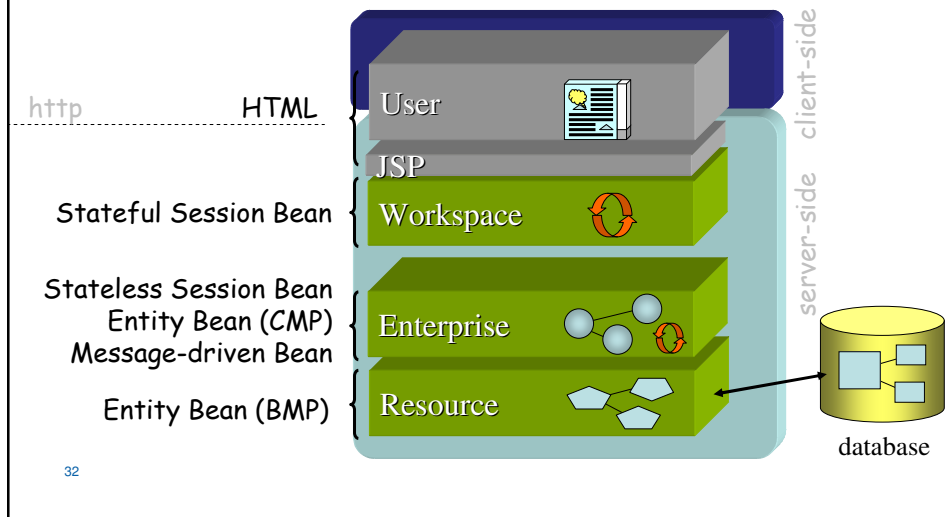 client-side
http
HTML
User
JSP
server-side
Stateful Session Bean
Workspace
Stateless Session Bean
Entity Bean (CMP)
Message-driven Bean
Enterprise
Entity Bean (BMP)
Resource
database
32